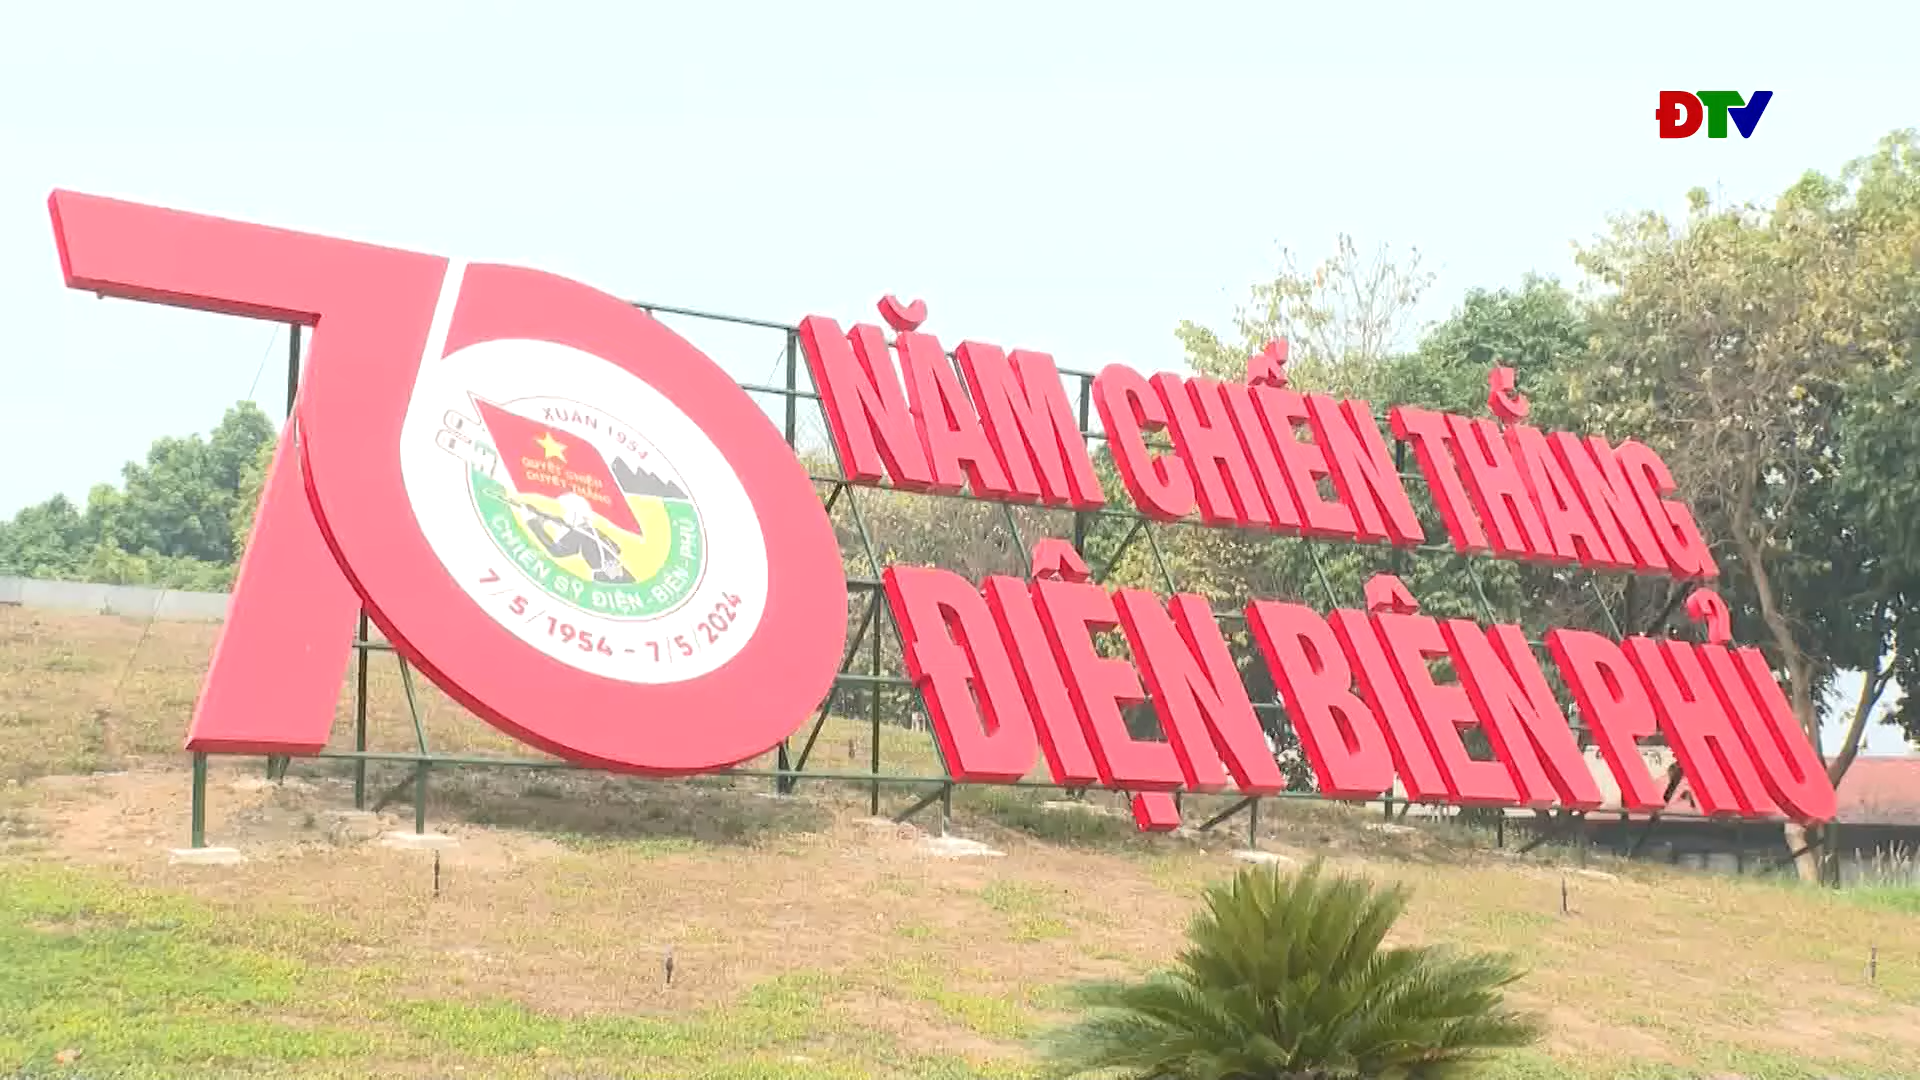 ĐTV
70 NĂM CHIẾN THẮNG
ĐIỆN BIÊN PHỦ
XUÂN 1954
QUYẾT CHIẾN
QUYẾT THẮNG
CHIẾN SỸ ĐIỆN - BIÊN - PHỦ
7/5/1954 - 7/5/2024